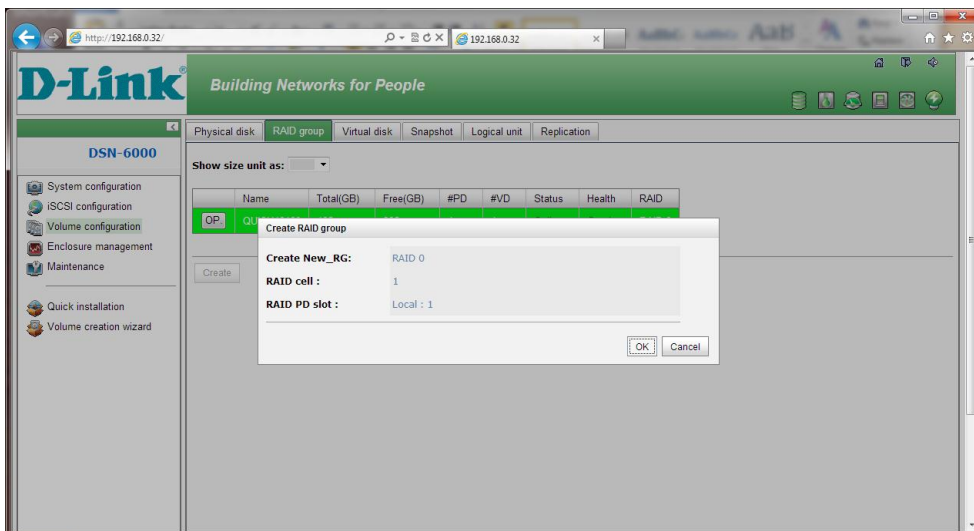 http://192.168.0.32/
192.168.0.32
D-Link
Building Networks for People
DSN-6000
System configuration
iSCSI configuration
Volume configuration
Enclosure management
Maintenance
Quick installation
Volume creation wizard
Physical disk RAID group Virtual disk Snapshot Logical unit Replication
Show size unit as:
Name Total(GB) Free(GB) #PD #VD Status Health RAID
OP.
Create RAID group
Create New_RG: RAID 0
RAID cell : 1
RAID PD slot : Local : 1
OK Cancel
Create